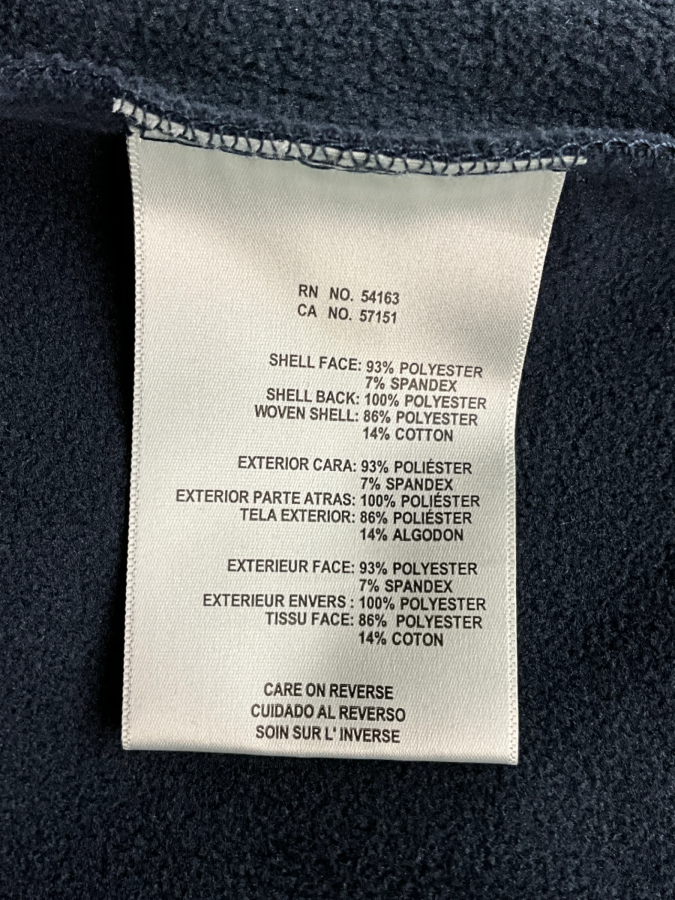 RN NO. 54163
CA NO. 57151
SHELL FACE: 93% POLYESTER
7% SPANDEX
SHELL BACK: 100% POLYESTER
WOVEN SHELL: 86% POLYESTER
14% COTTON
EXTERIOR CARA: 93% POLIÉSTER
7% SPANDEX
EXTERIOR PARTE ATRAS: 100% POLIÉSTER
TELA EXTERIOR: 86% POLIÉSTER
14% ALGODON
EXTERIEUR FACE: 93% POLYESTER
7% SPANDEX
EXTERIEUR ENVERS : 100% POLYESTER
TISSU FACE: 86% POLYESTER
14% COTON
CARE ON REVERSE
CUIDADO AL REVERSO
SOIN SUR L' INVERSE